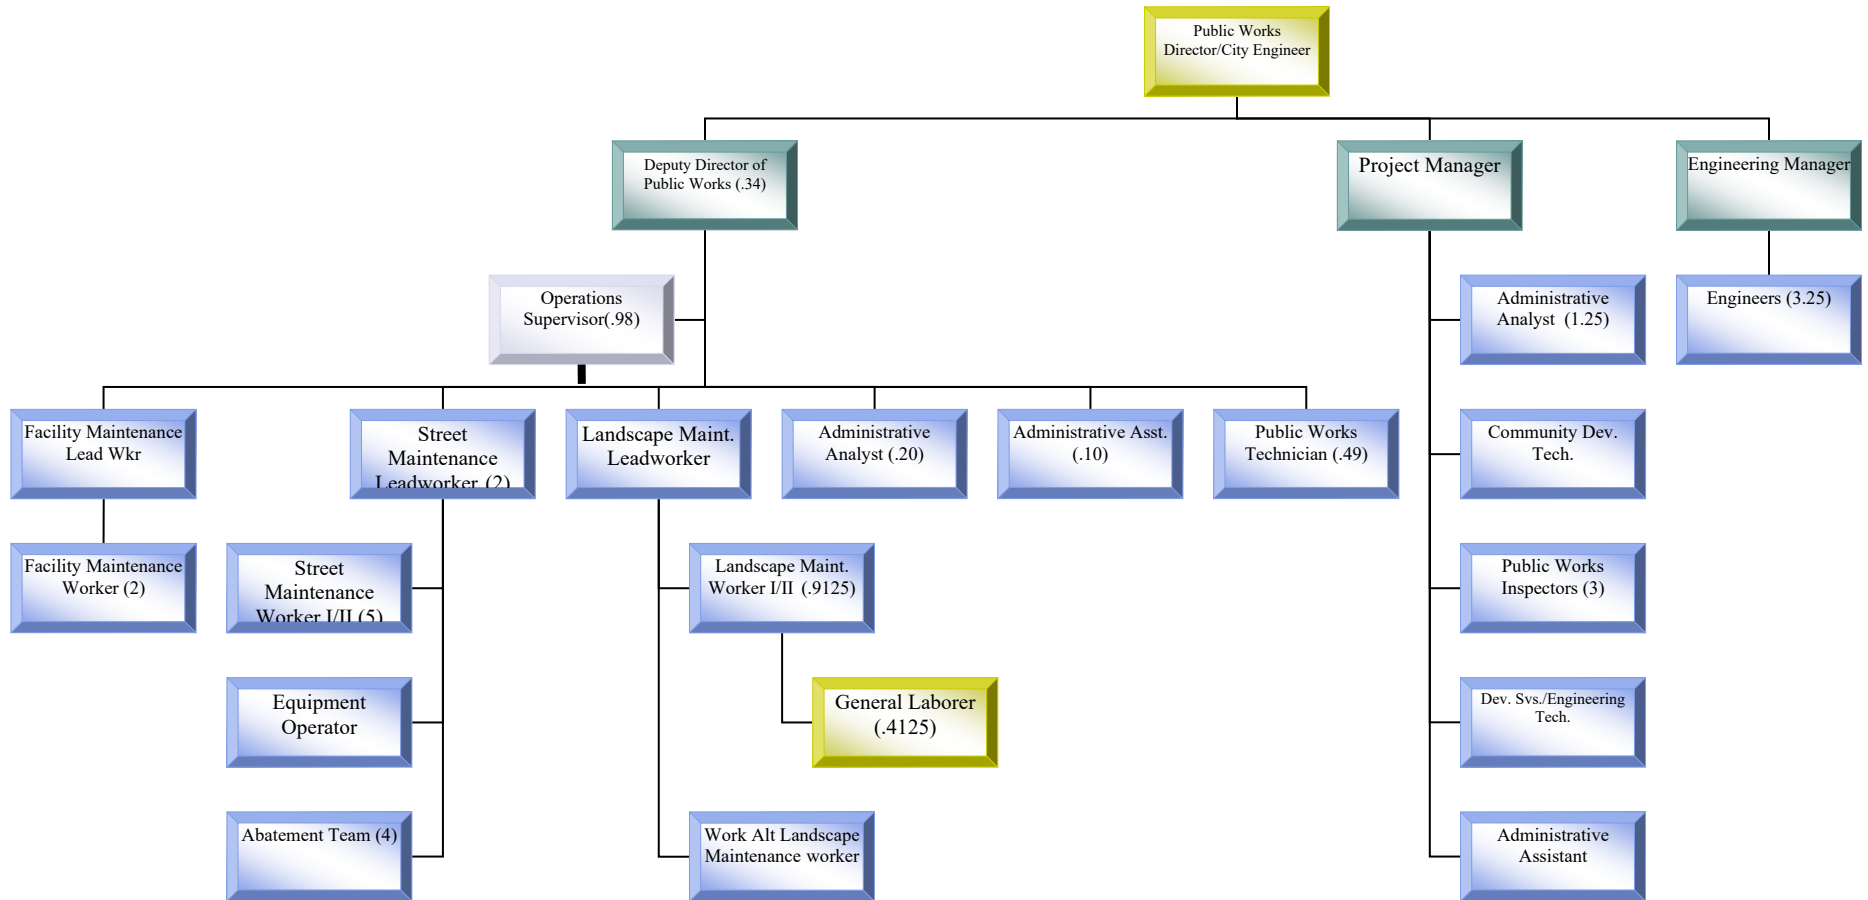 Public Works
Director/City Engineer
Deputy Director of
Public Works (.34)
Project Manager
Engineering Manager
Operations
Supervisor(.98)
Administrative
Analyst (1.25)
Engineers (3.25)
Facility Maintenance
Lead Wkr
Street
Maintenance
Leadworker (2)
Landscape Maint.
Leadworker
Administrative
Analyst (.20)
Administrative Asst.
(.10)
Public Works
Technician (.49)
Community Dev.
Tech.
Facility Maintenance
Worker (2)
Street
Maintenance
Worker I/II (5)
Landscape Maint.
Worker I/II (.9125)
Public Works
Inspectors (3)
Equipment
Operator
General Laborer
(.4125)
Dev. Svs./Engineering
Tech.
Abatement Team (4)
Work Alt Landscape
Maintenance worker
Administrative
Assistant